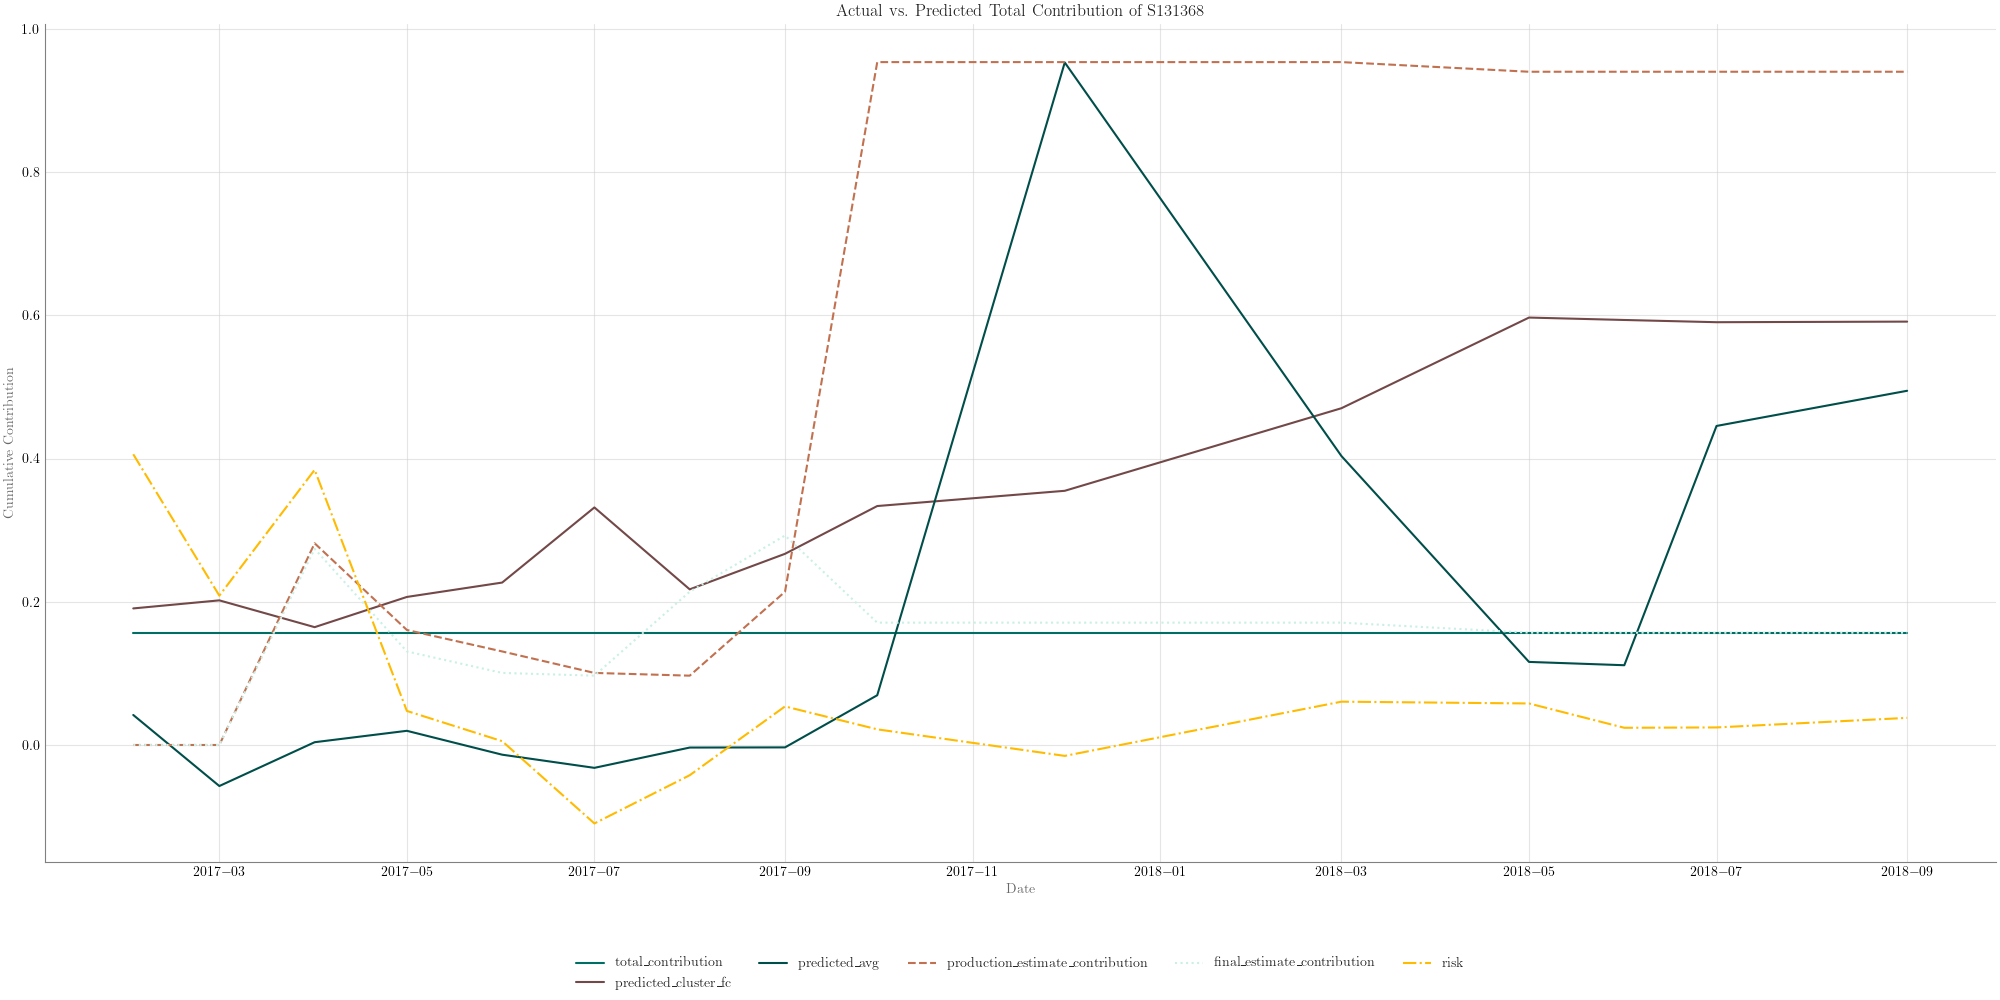 Actual vs. Predicted Total Contribution of S131368
1.0
0.8
0.6
0.4
0.2
0.0
Cumulative Contribution
2017−03 2017−05 2017−07 2017−09 2017−11 2018−01 2018−03 2018−05 2018−07 2018−09
Date
total_contribution predicted_avg production_estimate_contribution final_estimate_contribution risk
predicted_cluster_fc